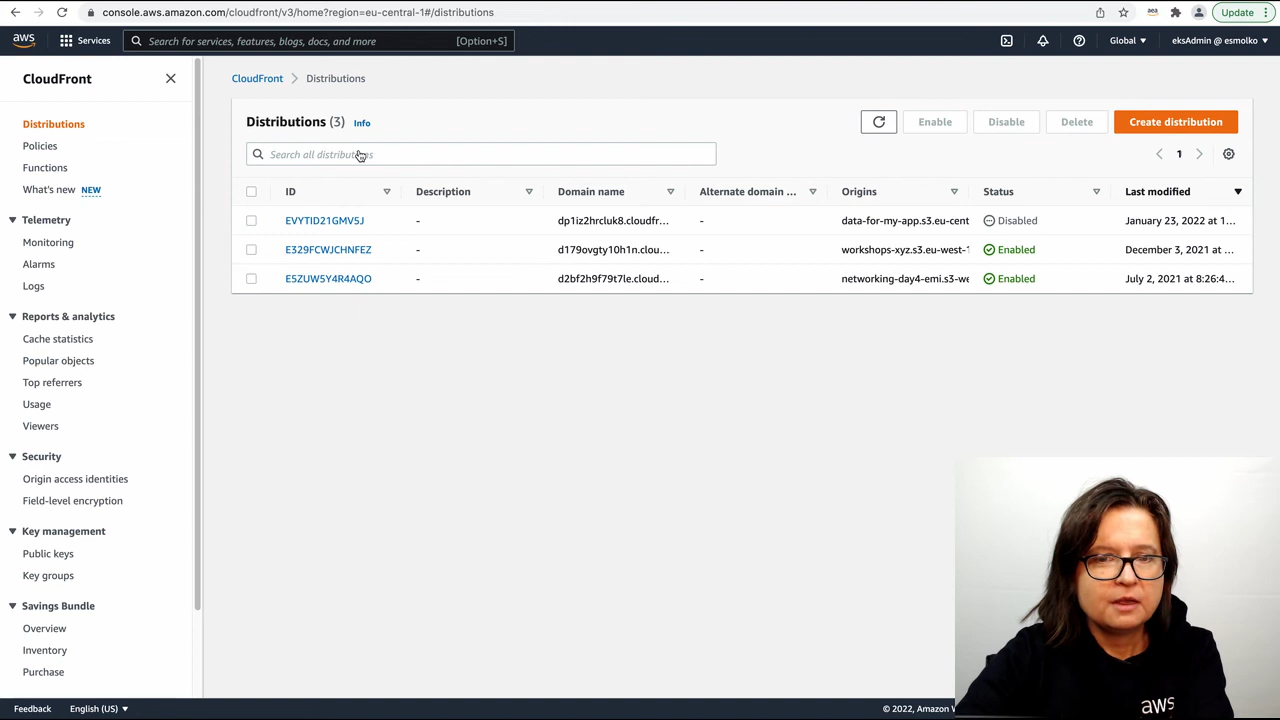 console.aws.amazon.com/cloudfront/v3/home?region=eu-central-1#/distributions
Update
aws
Services
Search for services, features, blogs, docs, and more
[Option+S]
Global
eksAdmin @ esmolko
CloudFront
Distributions
Policies
Functions
What's new NEW
Telemetry
Monitoring
Alarms
Logs
Reports & analytics
Cache statistics
Popular objects
Top referrers
Usage
Viewers
Security
Origin access identities
Field-level encryption
Key management
Public keys
Key groups
Savings Bundle
Overview
Inventory
Purchase
CloudFront > Distributions
Distributions (3) Info
Enable
Disable
Delete
Create distribution
Search all distributions
1
ID Description Domain name Alternate domain ... Origins Status Last modified
EVYTID21GMV5J - dp1iz2hrcluk8.cloudfr... - data-for-my-app.s3.eu-cent Disabled January 23, 2022 at 1...
E329FCWJCHNFEZ - d179ovgty10h1n.clou... - workshops-xyz.s3.eu-west-1 Enabled December 3, 2021 at ...
E5ZUW5Y4R4AQO - d2bf2h9f79t7le.cloud... - networking-day4-emi.s3-we Enabled July 2, 2021 at 8:26:4...
aws
Feedback
English (US)
© 2022, Amazon W